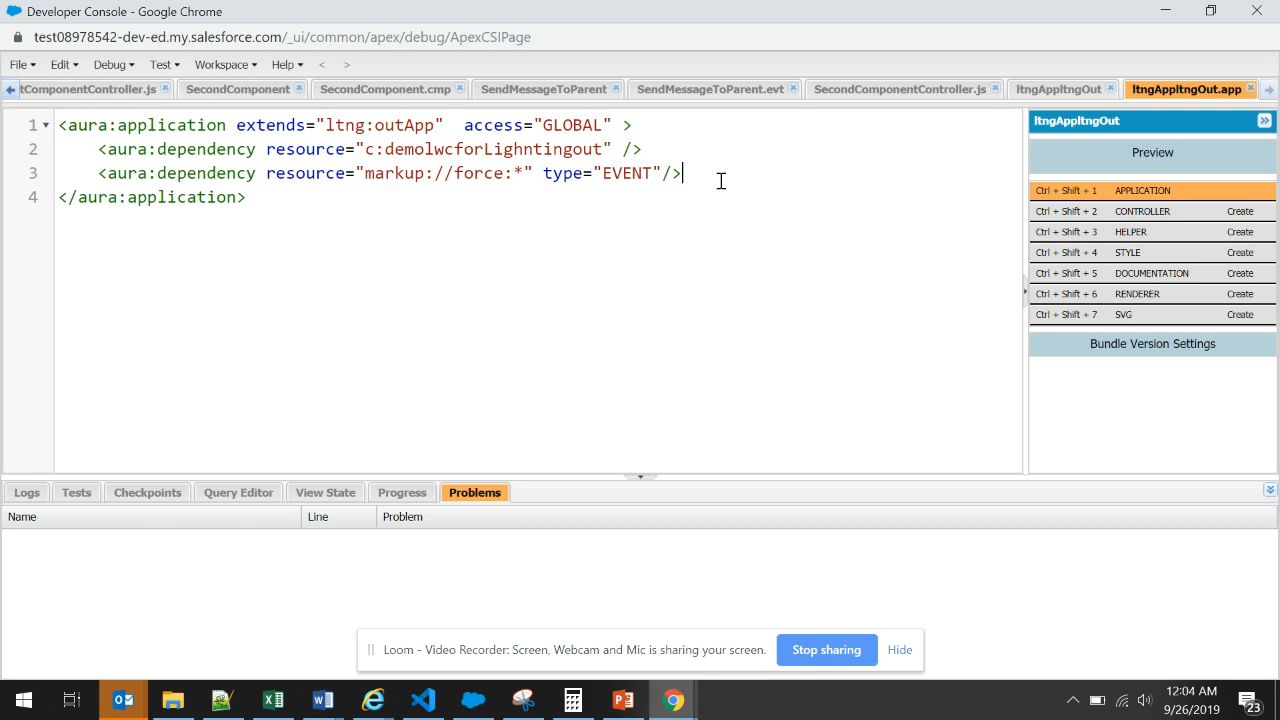 Developer Console - Google Chrome
test08978542-dev-ed.my.salesforce.com/_ui/common/apex/debug/ApexCSIPage
File Edit Debug Test Workspace Help < >
tComponentController.js SecondComponent SecondComponent.cmp SendMessageToParent SendMessageToParent.evt SecondComponentController.js ltngAppltngOut ltngAppltngOut.app
1 <aura:application extends="ltng:outApp" access="GLOBAL" >
2 <aura:dependency resource="c:demolwcforLighntingout" />
3 <aura:dependency resource="markup://force:*" type="EVENT"/>
4 </aura:application>
ltngAppltngOut
Preview
Ctrl + Shift + 1 APPLICATION
Ctrl + Shift + 2 CONTROLLER Create
Ctrl + Shift + 3 HELPER Create
Ctrl + Shift + 4 STYLE Create
Ctrl + Shift + 5 DOCUMENTATION Create
Ctrl + Shift + 6 RENDERER Create
Ctrl + Shift + 7 SVG Create
Bundle Version Settings
Logs Tests Checkpoints Query Editor View State Progress Problems
Name Line Problem
Loom - Video Recorder: Screen, Webcam and Mic is sharing your screen. Stop sharing Hide
12:04 AM
9/26/2019
23